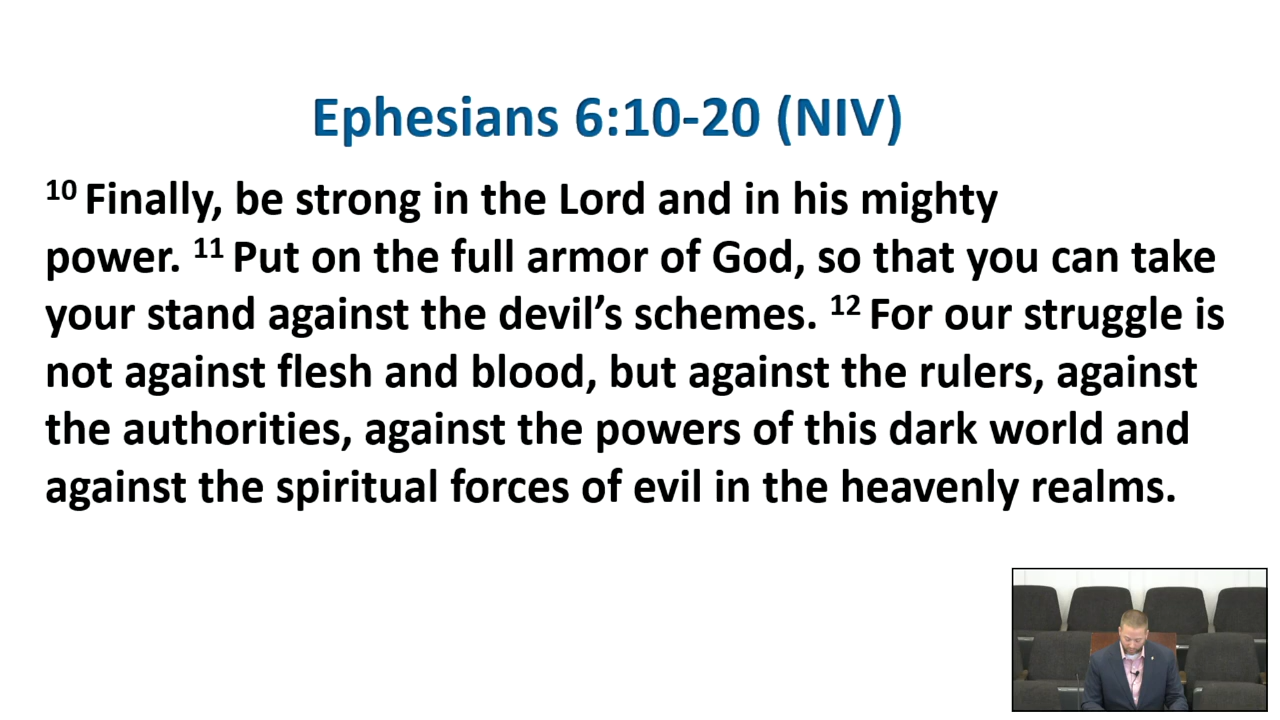 Ephesians 6:10-20 (NIV)
10 Finally, be strong in the Lord and in his mighty
power. 11 Put on the full armor of God, so that you can take
your stand against the devil’s schemes. 12 For our struggle is
not against flesh and blood, but against the rulers, against
the authorities, against the powers of this dark world and
against the spiritual forces of evil in the heavenly realms.